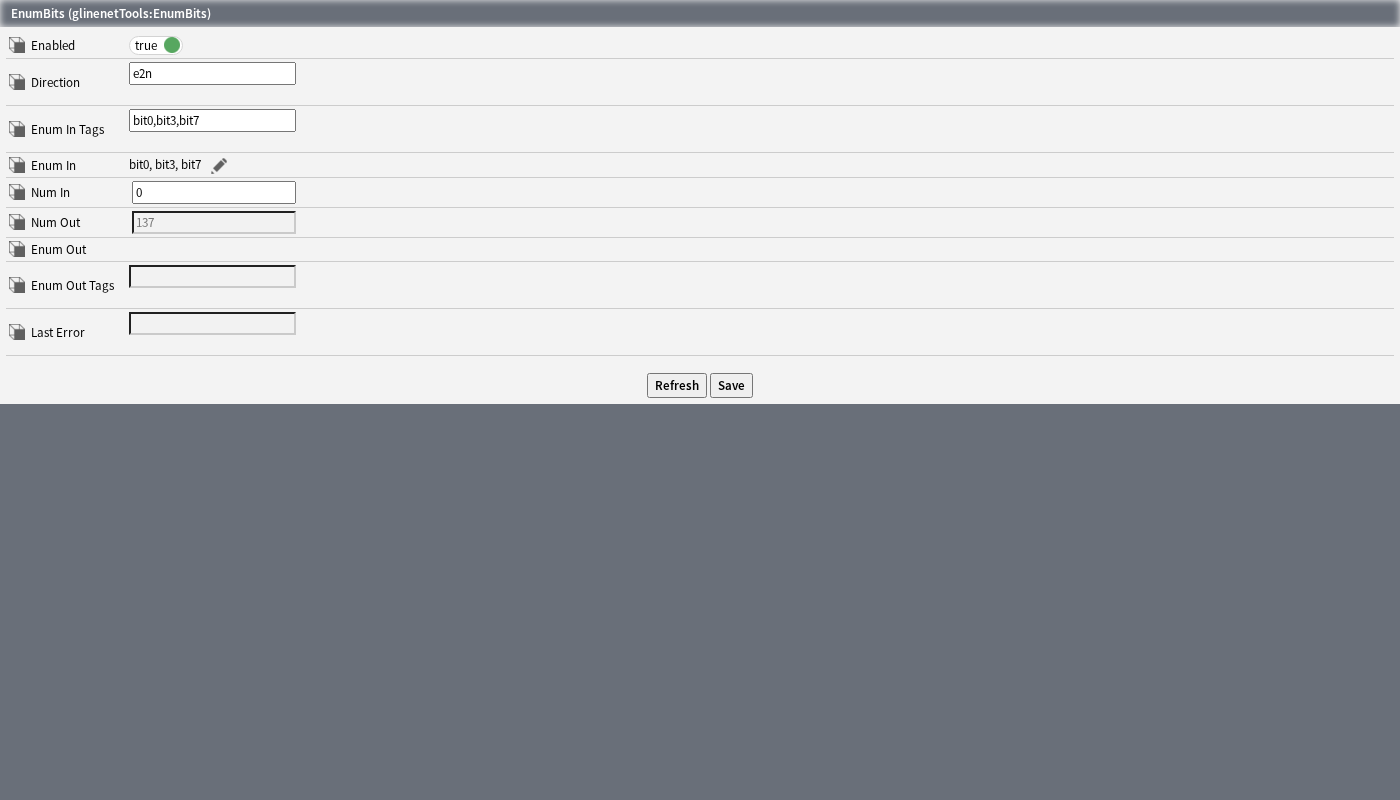 EnumBits (glinenetTools:EnumBits)
Enabled true
Direction e2n
Enum In Tags bit0,bit3,bit7
Enum In bit0, bit3, bit7
Num In 0
Num Out 137
Enum Out
Enum Out Tags
Last Error
Refresh Save